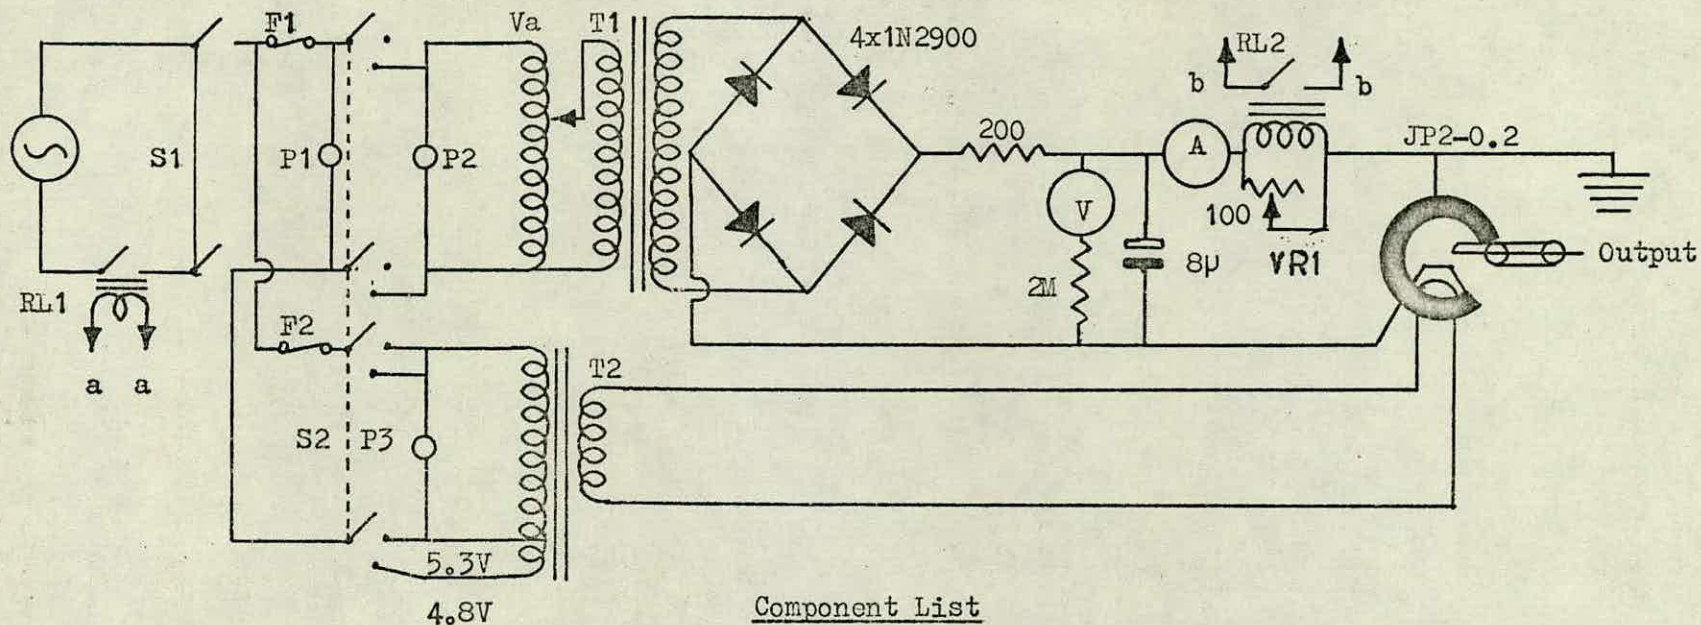 F1
Va
T1
4x1N2900
RL2
b
b
S1
P1
P2
200
A
JP2-0.2
V
100
VR1
8μ
2M
Output
RL1
a
a
F2
T2
S2
P3
5.3V
4.8V
Component List